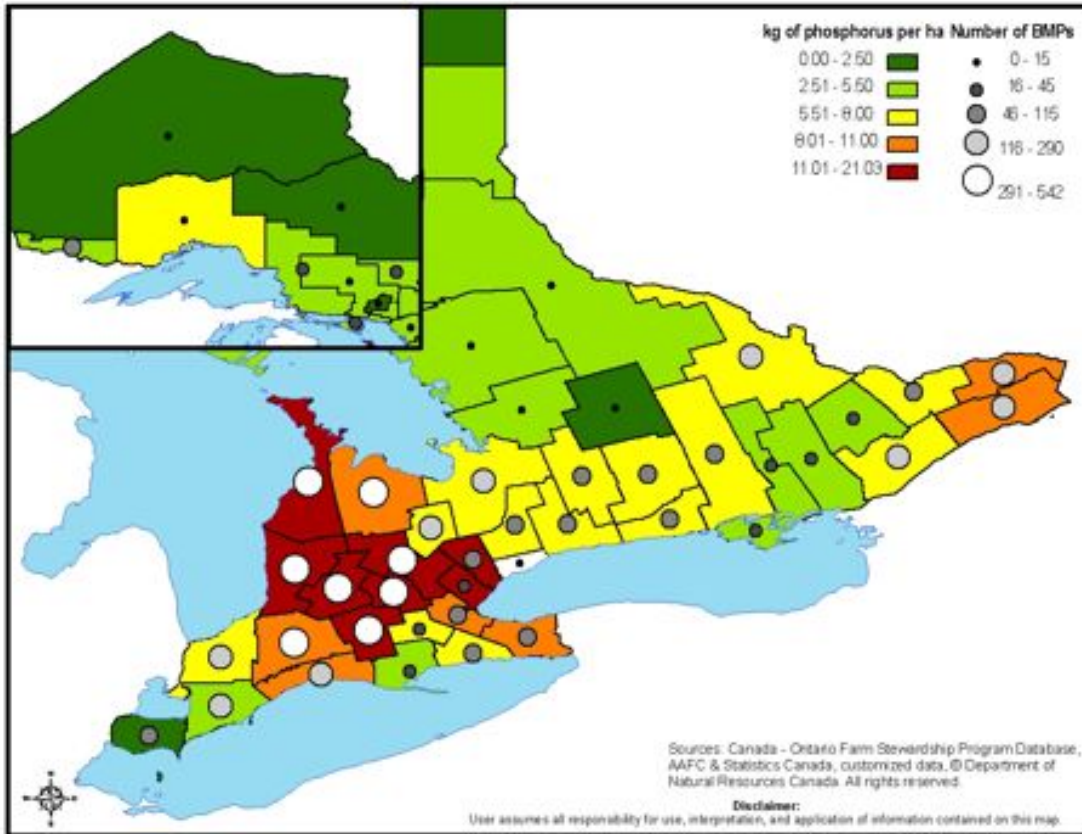 kg of phosphorus per ha Number of BMPs
0.00 - 2.50 0 - 15
2.51 - 5.50 16 - 45
5.51 - 8.00 46 - 115
8.01 - 11.00 116 - 290
11.01 - 21.03 291 - 542
Sources: Canada - Ontario Farm Stewardship Program Database,
AAFC & Statistics Canada, customized data, © Department of
Natural Resources Canada. All rights reserved.
Disclaimer:
User assumes all responsibility for use, interpretation, and application of information contained on this map.